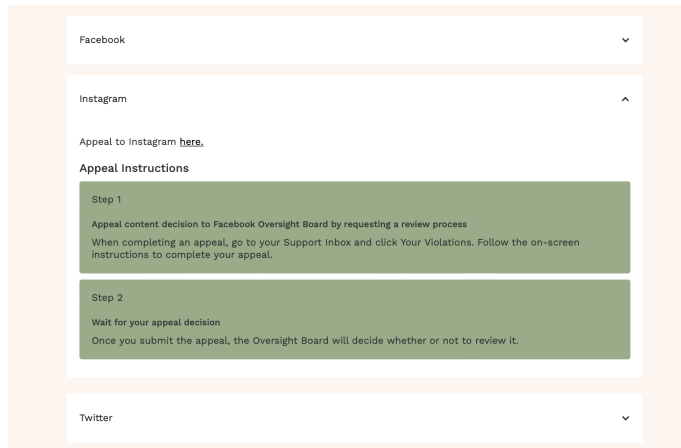 Facebook
Instagram
Appeal to Instagram here.
Appeal Instructions
Step 1
Appeal content decision to Facebook Oversight Board by requesting a review process
When completing an appeal, go to your Support Inbox and click Your Violations. Follow the on-screen
instructions to complete your appeal.
Step 2
Wait for your appeal decision
Once you submit the appeal, the Oversight Board will decide whether or not to review it.
Twitter